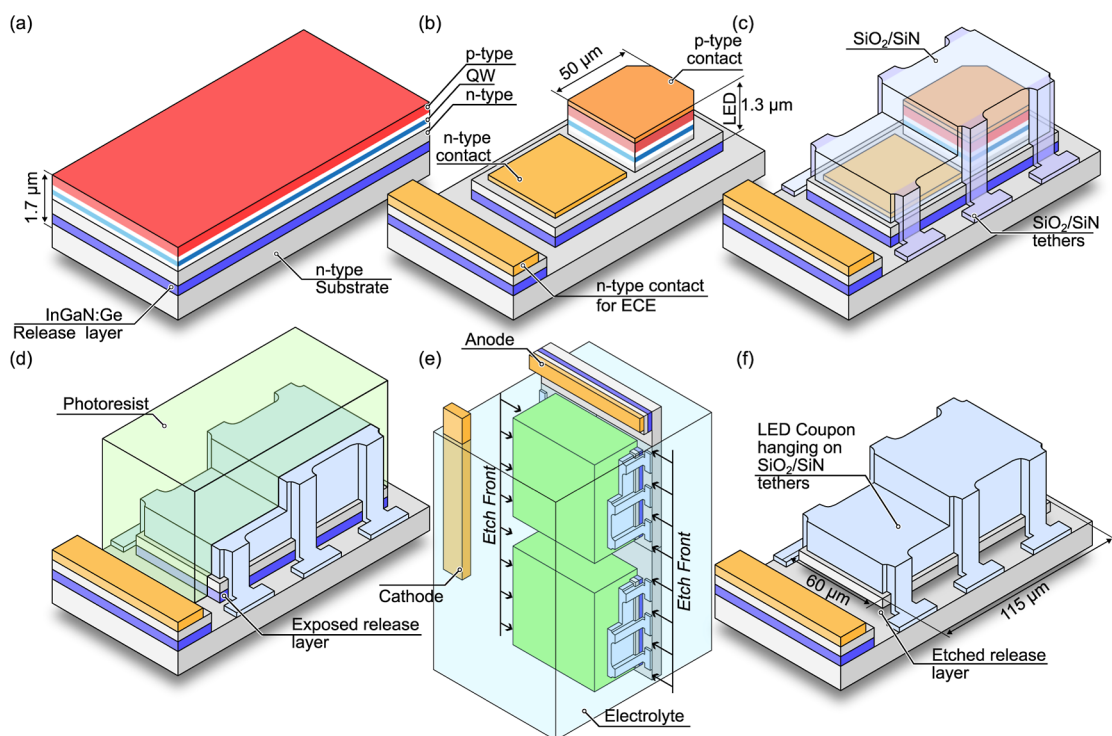 (a)
p-type
QW
n-type
1.7 µm
n-type
Substrate
InGaN:Ge
Release layer
(b)
50 µm
p-type
contact
LED
1.3 µm
n-type
contact
n-type contact
for ECE
(c)
SiO2/SiN
SiO2/SiN
tethers
(d)
Photoresist
Exposed release
layer
(e)
Anode
Etch Front
Etch Front
Cathode
Electrolyte
(f)
LED Coupon
hanging on
SiO2/SiN
tethers
60 µm
115 µm
Etched release
layer